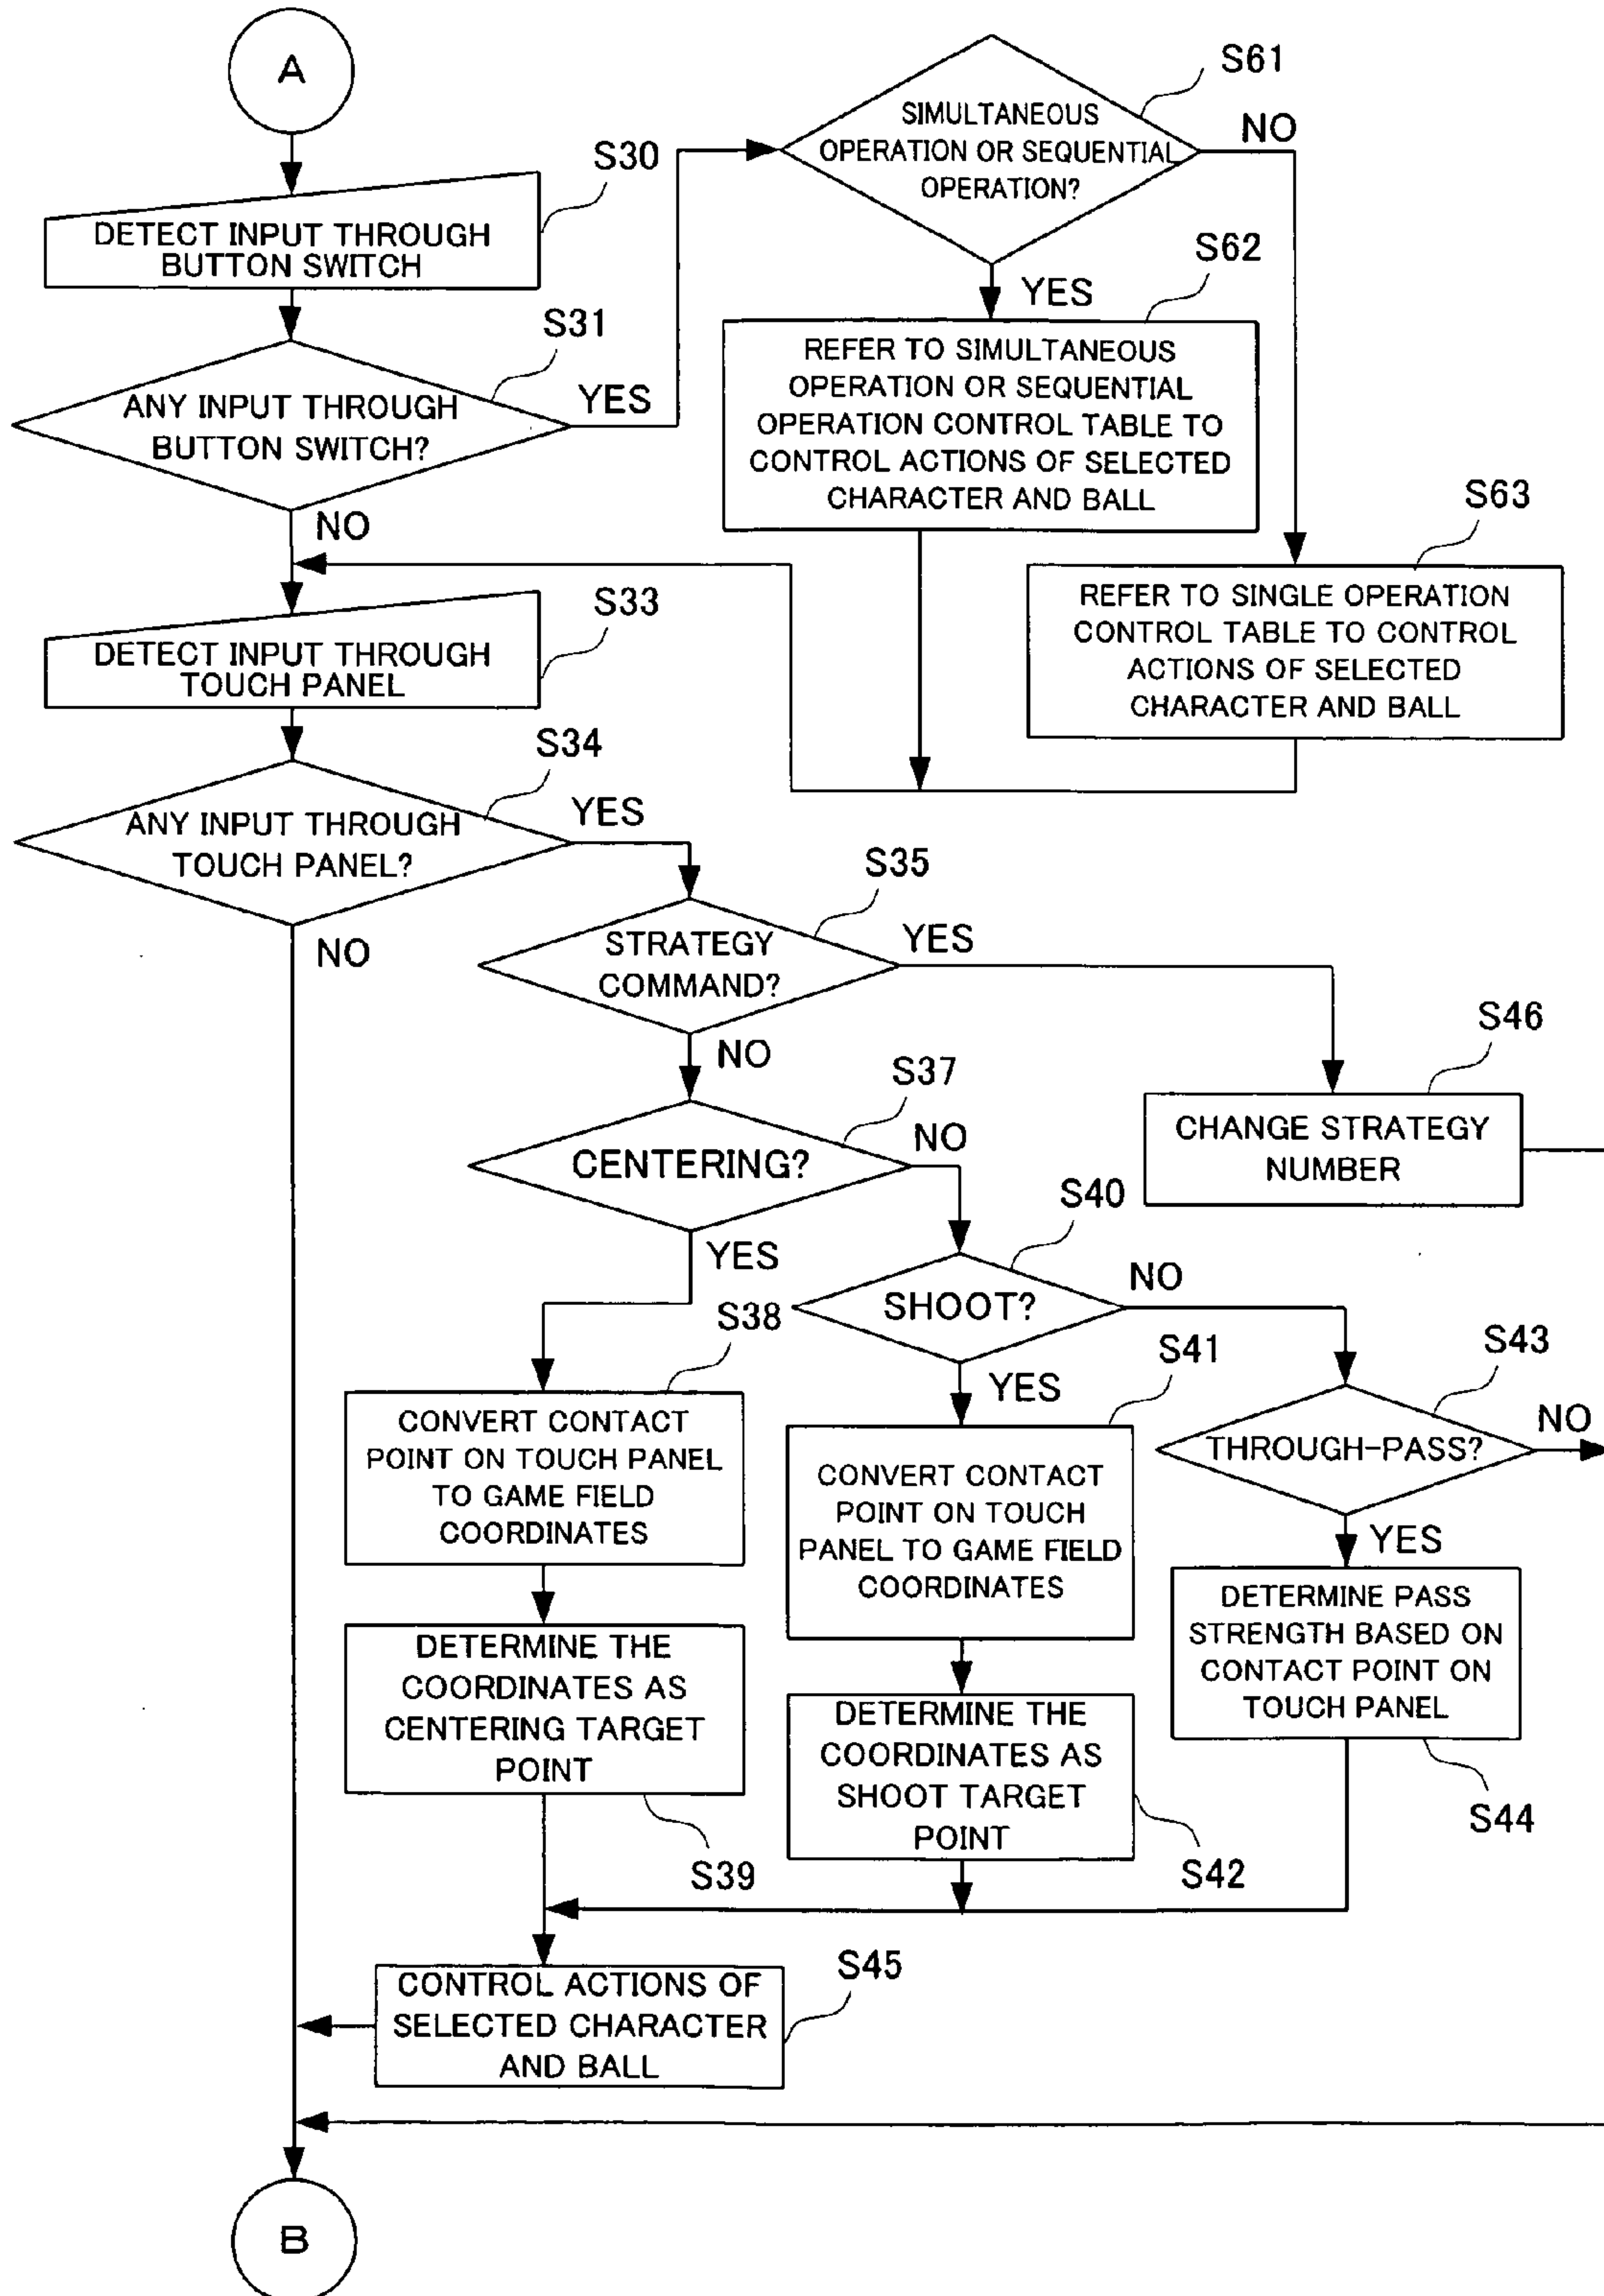 A
S30
DETECT INPUT THROUGH
BUTTON SWITCH
S31
ANY INPUT THROUGH
BUTTON SWITCH?
YES
NO
S61
SIMULTANEOUS
OPERATION OR SEQUENTIAL
OPERATION?
NO
YES
S62
REFER TO SIMULTANEOUS
OPERATION OR SEQUENTIAL
OPERATION CONTROL TABLE TO
CONTROL ACTIONS OF SELECTED
CHARACTER AND BALL
S63
REFER TO SINGLE OPERATION
CONTROL TABLE TO CONTROL
ACTIONS OF SELECTED
CHARACTER AND BALL
S33
DETECT INPUT THROUGH
TOUCH PANEL
S34
ANY INPUT THROUGH
TOUCH PANEL?
YES
NO
S35
STRATEGY
COMMAND?
YES
NO
S46
CHANGE STRATEGY
NUMBER
S37
CENTERING?
NO
YES
S40
SHOOT?
NO
YES
S38
CONVERT CONTACT
POINT ON TOUCH PANEL
TO GAME FIELD
COORDINATES
S41
CONVERT CONTACT
POINT ON TOUCH
PANEL TO GAME FIELD
COORDINATES
S43
THROUGH-PASS?
NO
YES
DETERMINE PASS
STRENGTH BASED ON
CONTACT POINT ON
TOUCH PANEL
S44
DETERMINE THE
COORDINATES AS
CENTERING TARGET
POINT
S39
DETERMINE THE
COORDINATES AS
SHOOT TARGET
POINT
S42
S45
CONTROL ACTIONS OF
SELECTED CHARACTER
AND BALL
B